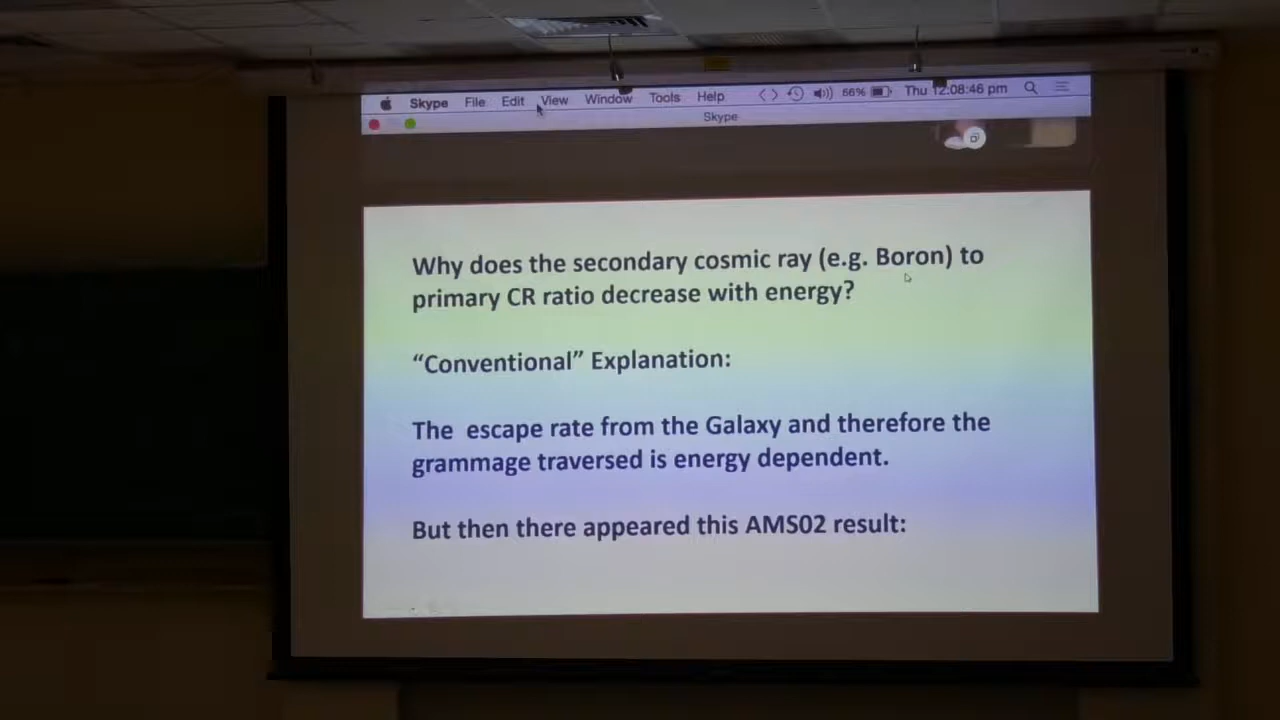 Skype File Edit View Window Tools Help 66% Thu 12:08:46 pm
Skype
Why does the secondary cosmic ray (e.g. Boron) to
primary CR ratio decrease with energy?
“Conventional” Explanation:
The escape rate from the Galaxy and therefore the
grammage traversed is energy dependent.
But then there appeared this AMS02 result: